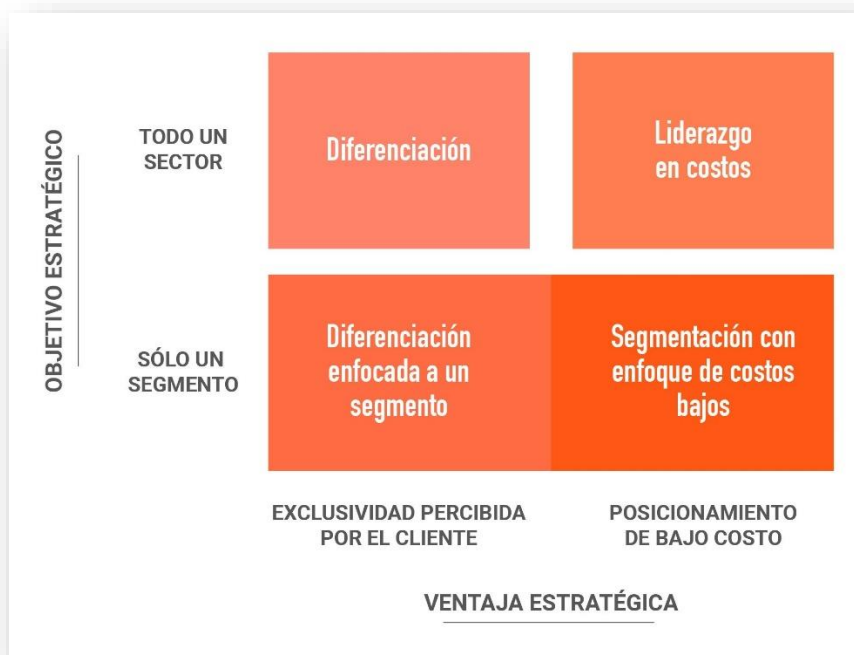 OBJETIVO ESTRATÉGICO
TODO UN
SECTOR
Diferenciación
Liderazgo
en costos
SÓLO UN
SEGMENTO
Diferenciación
enfocada a un
segmento
Segmentación con
enfoque de costos
bajos
EXCLUSIVIDAD PERCIBIDA
POR EL CLIENTE
POSICIONAMIENTO
DE BAJO COSTO
VENTAJA ESTRATÉGICA